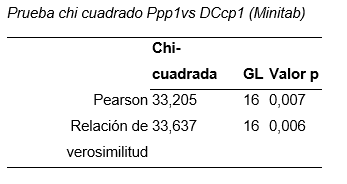 Prueba chi cuadrado Ppp1vs DCcp1 (Minitab)
Chi-
cuadrada GL Valor p
Pearson 33,205 16 0,007
Relación de 33,637 16 0,006
verosimilitud